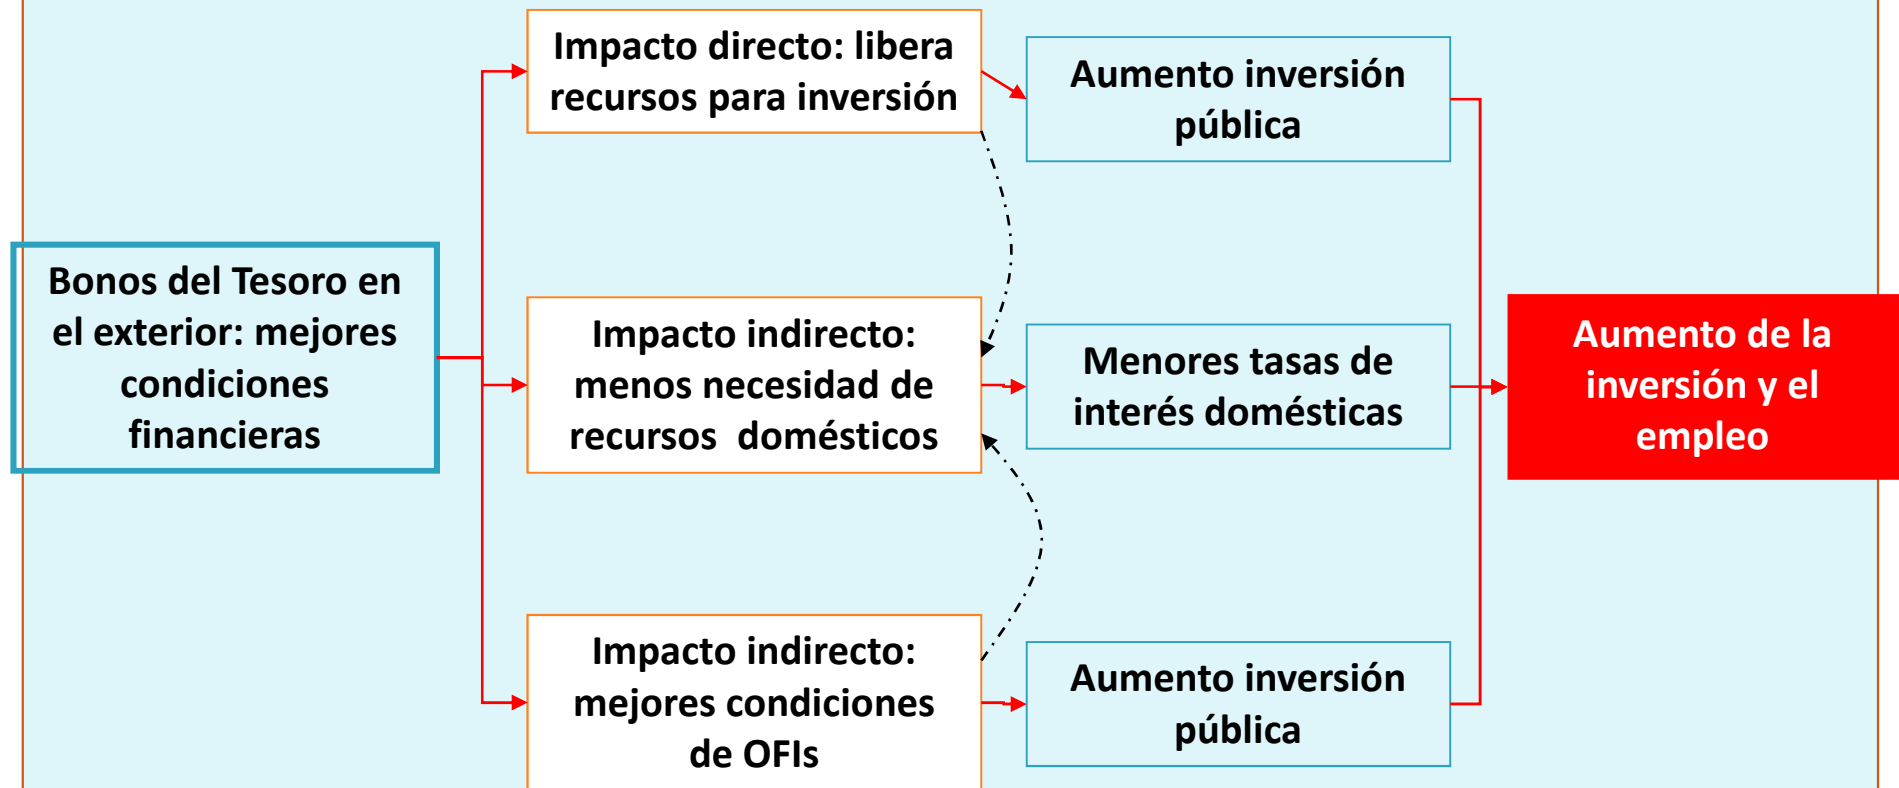 Impacto directo: libera
recursos para inversión
Aumento inversión
pública
Bonos del Tesoro en
el exterior: mejores
condiciones
financieras
Impacto indirecto:
menos necesidad de
recursos  domésticos
Menores tasas de
interés domésticas
Aumento de la
inversión y el
empleo
Impacto indirecto:
mejores condiciones
de OFIs
Aumento inversión
pública